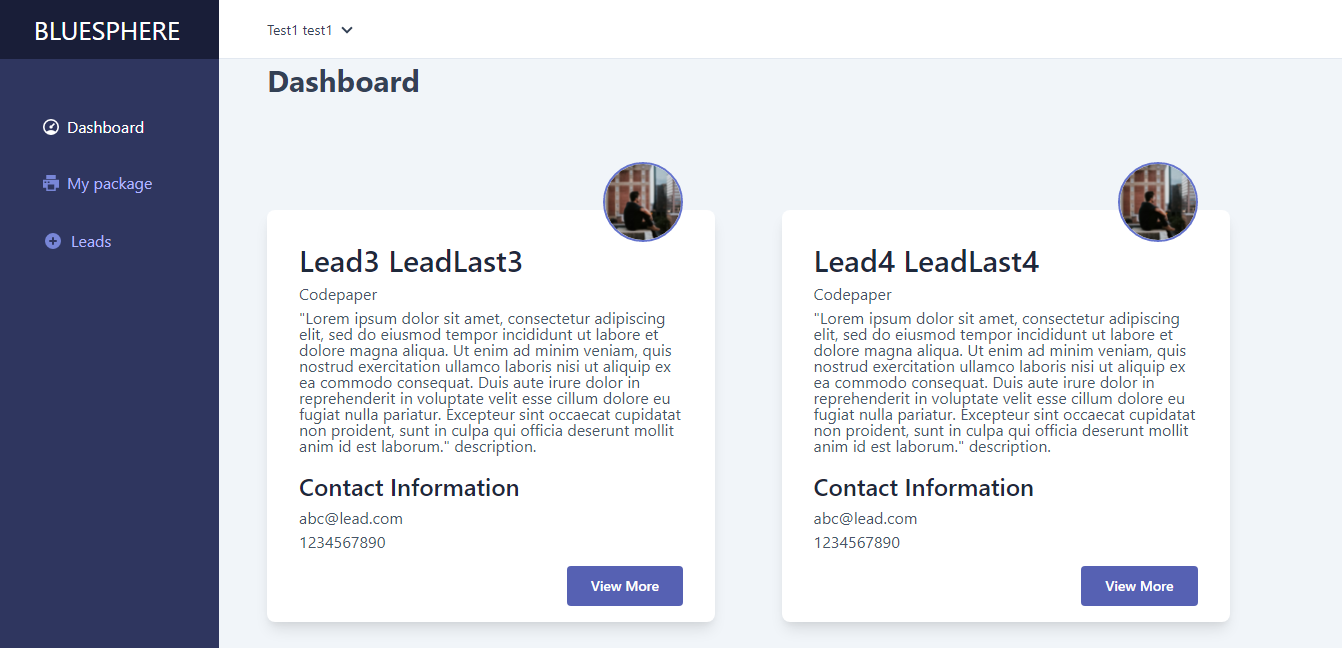 BLUESPHERE
Test1 test1
Dashboard
My package
Leads
Dashboard
Lead3 LeadLast3
Codepaper
"Lorem ipsum dolor sit amet, consectetur adipiscing
elit, sed do eiusmod tempor incididunt ut labore et
dolore magna aliqua. Ut enim ad minim veniam, quis
nostrud exercitation ullamco laboris nisi ut aliquip ex
ea commodo consequat. Duis aute irure dolor in
reprehenderit in voluptate velit esse cillum dolore eu
fugiat nulla pariatur. Excepteur sint occaecat cupidatat
non proident, sunt in culpa qui officia deserunt mollit
anim id est laborum." description.
Contact Information
abc@lead.com
1234567890
View More
Lead4 LeadLast4
Codepaper
"Lorem ipsum dolor sit amet, consectetur adipiscing
elit, sed do eiusmod tempor incididunt ut labore et
dolore magna aliqua. Ut enim ad minim veniam, quis
nostrud exercitation ullamco laboris nisi ut aliquip ex
ea commodo consequat. Duis aute irure dolor in
reprehenderit in voluptate velit esse cillum dolore eu
fugiat nulla pariatur. Excepteur sint occaecat cupidatat
non proident, sunt in culpa qui officia deserunt mollit
anim id est laborum." description.
Contact Information
abc@lead.com
1234567890
View More